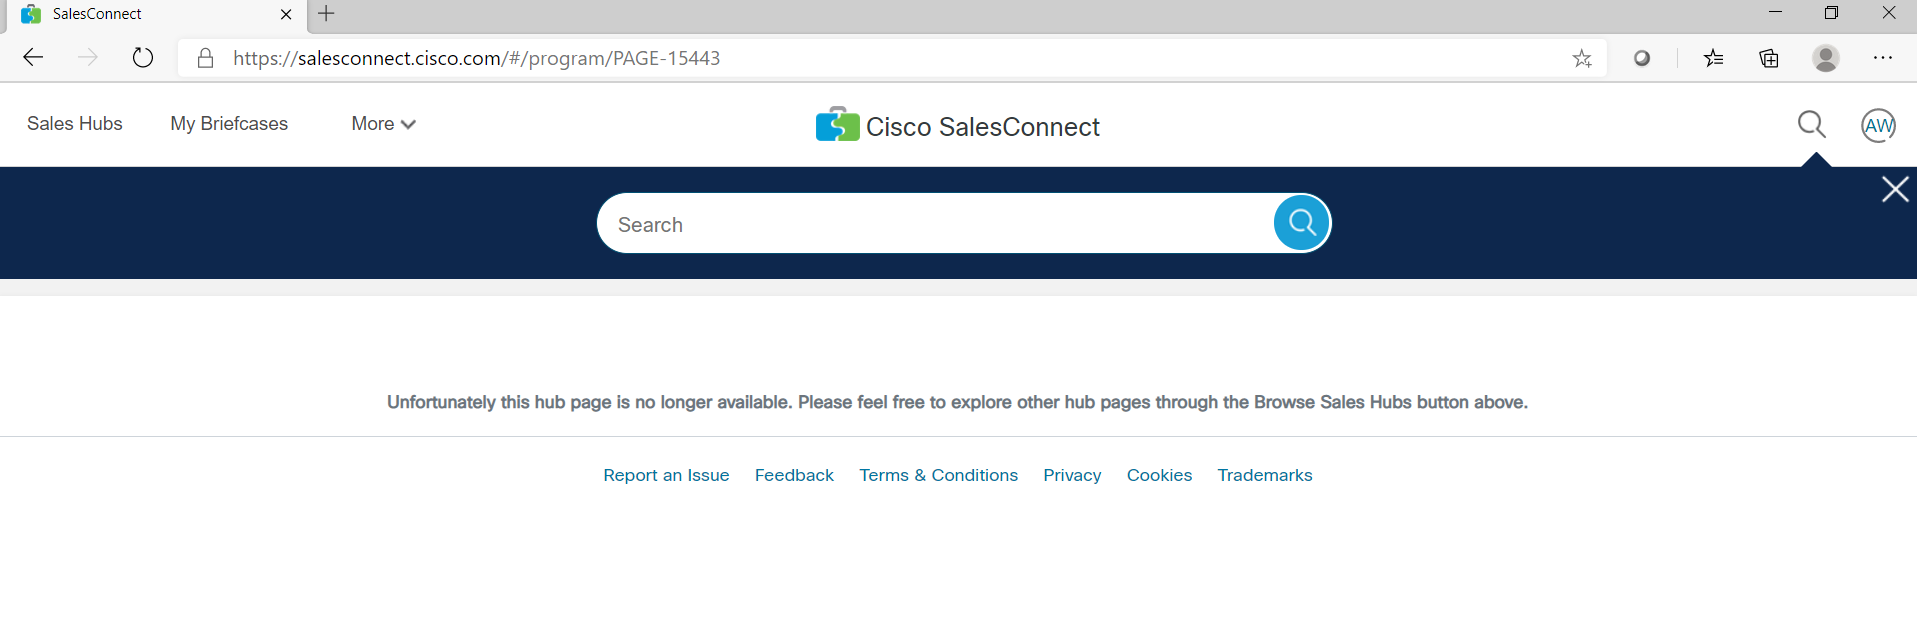 SalesConnect
https://salesconnect.cisco.com/#/program/PAGE-15443
Sales Hubs My Briefcases More Cisco SalesConnect AW
Search
Unfortunately this hub page is no longer available. Please feel free to explore other hub pages through the Browse Sales Hubs button above.
Report an Issue Feedback Terms & Conditions Privacy Cookies Trademarks